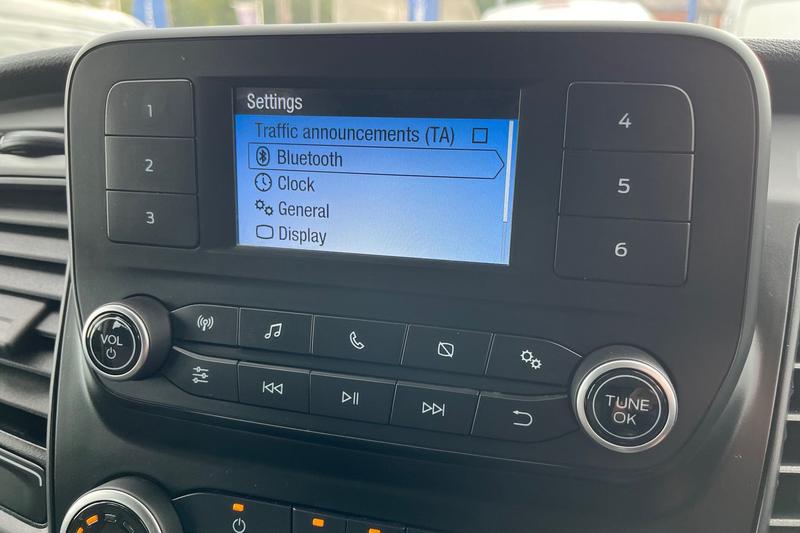 Settings
Traffic announcements (TA)
Bluetooth
Clock
General
Display
1
2
3
4
5
6
VOL
TUNE
OK